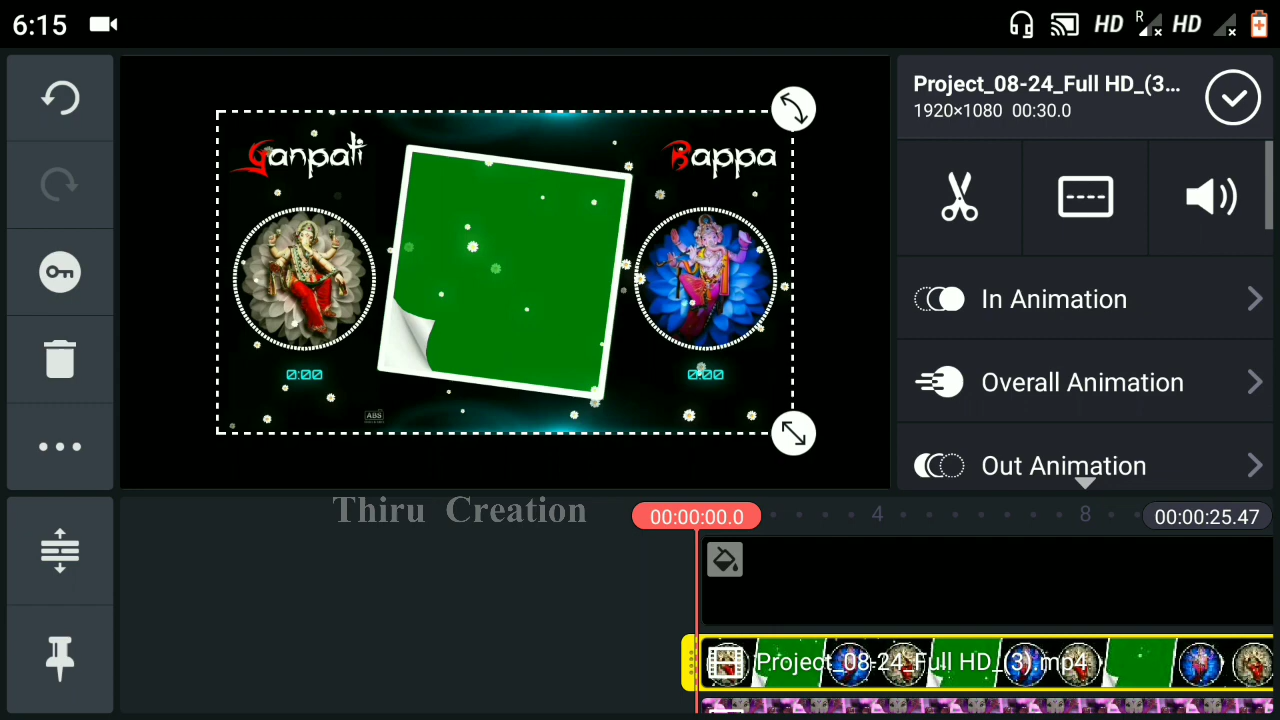 6:15
HD
R
HD
Project_08-24_Full HD_(3...
1920×1080 00:30.0
Ganpati
Bappa
In Animation
Overall Animation
0:00
0:00
ABS
Out Animation
Thiru Creation
00:00:00.0
4
8
00:00:25.47
Project_08-24_Full HD_(3).mp4